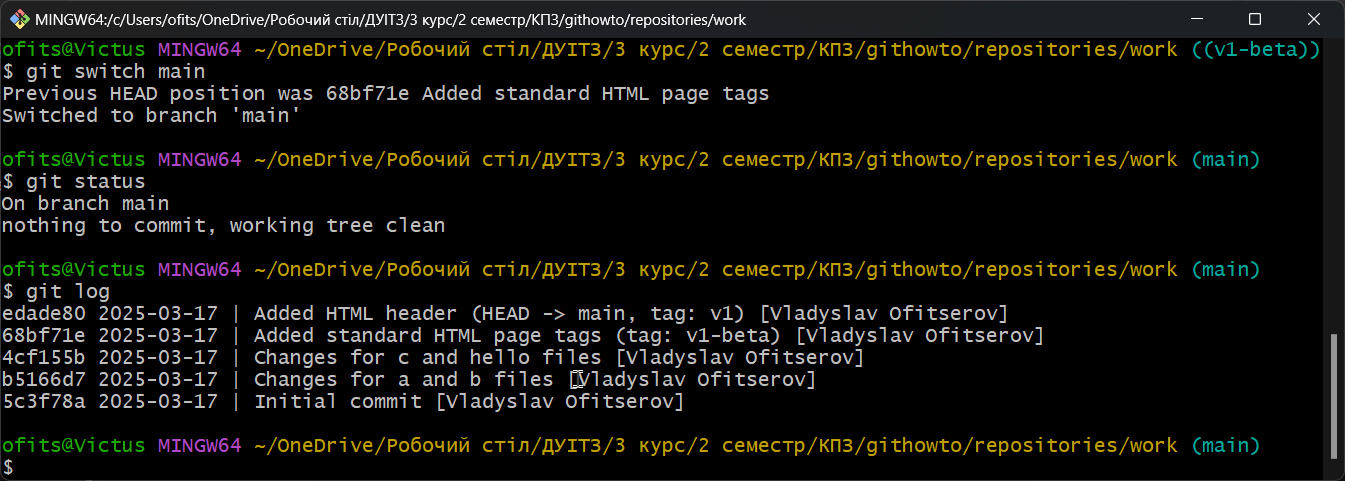 MINGW64:/c/Users/ofits/OneDrive/Робочий стіл/ДУІТЗ/3 курс/2 семестр/КПЗ/githowto/repositories/work
ofits@Victus MINGW64 ~/OneDrive/Робочий стіл/ДУІТЗ/3 курс/2 семестр/КПЗ/githowto/repositories/work ((v1-beta))
$ git switch main
Previous HEAD position was 68bf71e Added standard HTML page tags
Switched to branch 'main'
ofits@Victus MINGW64 ~/OneDrive/Робочий стіл/ДУІТЗ/3 курс/2 семестр/КПЗ/githowto/repositories/work (main)
$ git status
On branch main
nothing to commit, working tree clean
ofits@Victus MINGW64 ~/OneDrive/Робочий стіл/ДУІТЗ/3 курс/2 семестр/КПЗ/githowto/repositories/work (main)
$ git log
edade80 2025-03-17 | Added HTML header (HEAD -> main, tag: v1) [Vladyslav Ofitserov]
68bf71e 2025-03-17 | Added standard HTML page tags (tag: v1-beta) [Vladyslav Ofitserov]
4cf155b 2025-03-17 | Changes for c and hello files [Vladyslav Ofitserov]
b5166d7 2025-03-17 | Changes for a and b files [Vladyslav Ofitserov]
5c3f78a 2025-03-17 | Initial commit [Vladyslav Ofitserov]
ofits@Victus MINGW64 ~/OneDrive/Робочий стіл/ДУІТЗ/3 курс/2 семестр/КПЗ/githowto/repositories/work (main)
$